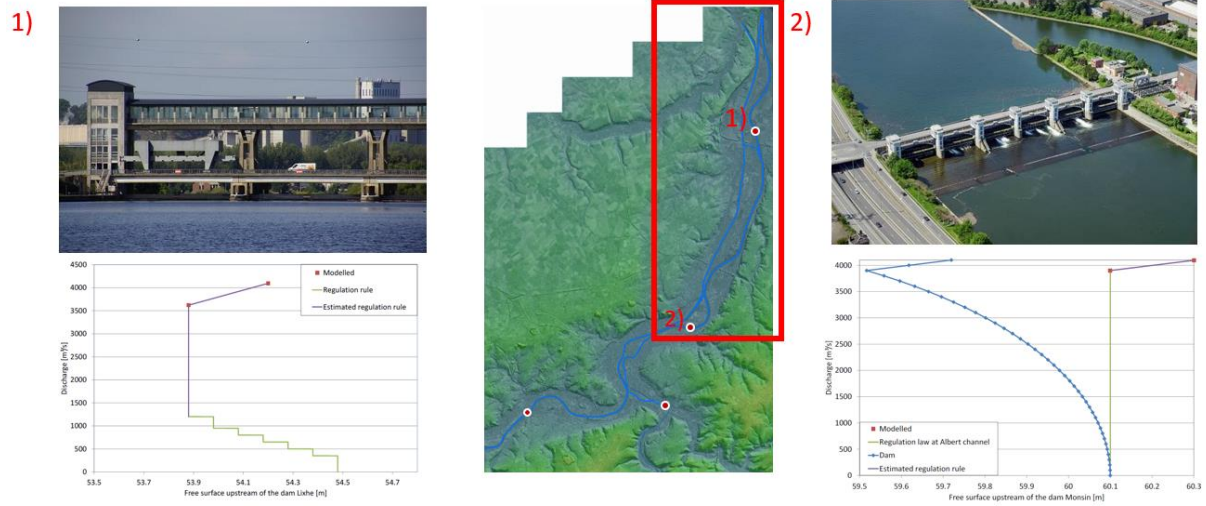 1)
4500
4000
3500
3000
2500
2000
1500
1000
500
0
Discharge [m³/s]
Modelled
Regulation rule
Estimated regulation rule
53.5 53.7 53.9 54.1 54.3 54.5 54.7
Free surface upstream of the dam Lixhe [m]
1)
2)
2)
4000
3500
3000
2500
2000
1500
1000
500
0
Discharge [m³/s]
Modelled
Regulation law at Albert channel
Dam
Estimated regulation rule
59.5 59.6 59.7 59.8 59.9 60 60.1 60.2 60.3
Free surface upstream of the dam Monsin [m]